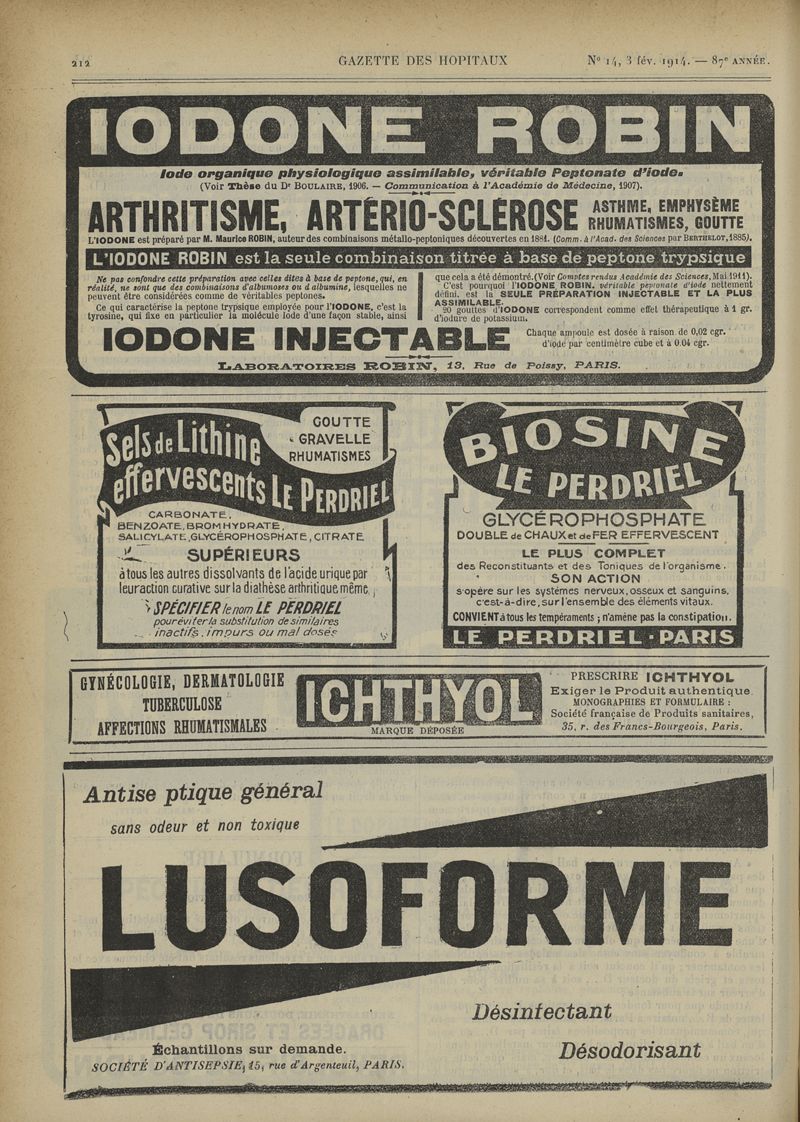 212
GAZETTE DES HOPITAUX
Nº 14, 3 fév. 1914. — 87e ANNÉE.
IODONE ROBIN
Iode organique physiologique assimilable, véritable Peptonate d'iode.
(Voir Thèse du Dr BOULAIRE, 1906. — Communication à l'Académie de Médecine, 1907).
ARTHRITISME, ARTÉRIO-SCLÉROSE
ASTHME, EMPHYSÈME
RHUMATISMES, GOUTTE
L'IODONE est préparé par M. Maurice ROBIN, auteur des combinaisons métallo-peptoniques découvertes en 1881. (Comm. à l'Acad. des Sciences par BERTHELOT, 1885).
L'IODONE ROBIN est la seule combinaison titrée à base de peptone trypsique
Ne pas confondre cette préparation avec celles dites à base de peptone, qui, en
réalité, ne sont que des combinaisons d'albumoses ou d'albumine, lesquelles ne
peuvent être considérées comme de véritables peptones.
Ce qui caractérise la peptone trypsique employée pour l'IODONE, c'est la
tyrosine, qui fixe en particulier la molécule iode d'une façon stable, ainsi
que cela a été démontré. (Voir Comptes rendus Académie des Sciences, Mai 1911).
C'est pourquoi l'IODONE ROBIN, véritable peptonate d'iode nettement
défini, est la SEULE PRÉPARATION INJECTABLE ET LA PLUS
ASSIMILABLE.
20 gouttes d'IODONE correspondent comme effet thérapeutique à 1 gr.
d'iodure de potassium.
IODONE INJECTABLE
Chaque ampoule est dosée à raison de 0,02 cgr.
d'iode par centimètre cube et à 0.04 cgr.
LABORATOIRES ROBIN, 13, Rue de Poissy, PARIS.
Sels de Lithine
effervescents LE PERDRIEL
GOUTTE
GRAVELLE
RHUMATISMES
CARBONATE,
BENZOATE, BROMHYDRATE,
SALICYLATE, GLYCÉROPHOSPHATE, CITRATE
SUPÉRIEURS
à tous les autres dissolvants de l'acide urique par
leur action curative sur la diathèse arthritique même.
SPÉCIFIER le nom LE PERDRIEL
pour éviter la substitution de similaires
inactifs, impurs ou mal dosés
BIOSINE
LE PERDRIEL
GLYCÉROPHOSPHATE
DOUBLE de CHAUX et de FER EFFERVESCENT
LE PLUS COMPLET
des Reconstituants et des Toniques de l'organisme.
SON ACTION
s'opère sur les systèmes nerveux, osseux et sanguins,
c'est-à-dire, sur l'ensemble des éléments vitaux.
CONVIENT à tous les tempéraments ; n'amène pas la constipation.
LE PERDRIEL - PARIS
GYNÉCOLOGIE, DERMATOLOGIE
TUBERCULOSE
AFFECTIONS RHUMATISMALES
ICHTHYOL
MARQUE DÉPOSÉE
PRESCRIRE ICHTHYOL
Exiger le Produit authentique
MONOGRAPHIES ET FORMULAIRE :
Société française de Produits sanitaires,
35, r. des Francs-Bourgeois, Paris.
Antise ptique général
sans odeur et non toxique
LUSOFORME
Désinfectant
Désodorisant
Échantillons sur demande.
SOCIÉTÉ D'ANTISEPSIE, 15, rue d'Argenteuil, PARIS.